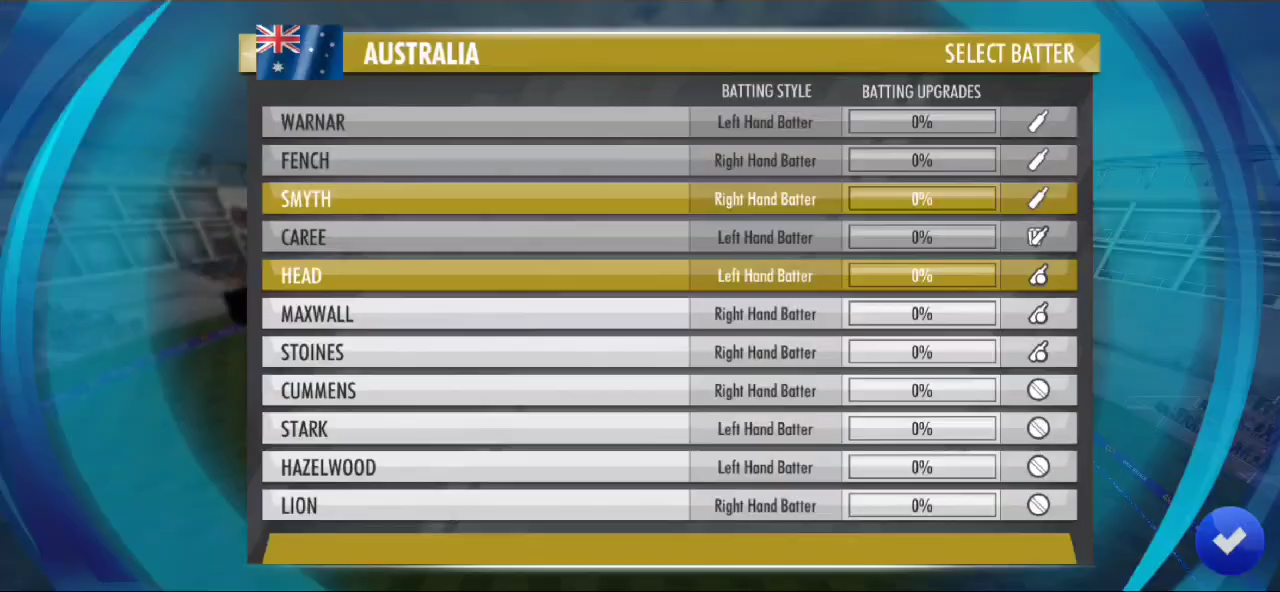 AUSTRALIA SELECT BATTER
BATTING STYLE BATTING UPGRADES
WARNAR Left Hand Batter 0%
FENCH Right Hand Batter 0%
SMYTH Right Hand Batter 0%
CAREE Left Hand Batter 0%
HEAD Left Hand Batter 0%
MAXWALL Right Hand Batter 0%
STOINES Right Hand Batter 0%
CUMMENS Right Hand Batter 0%
STARK Left Hand Batter 0%
HAZELWOOD Left Hand Batter 0%
LION Right Hand Batter 0%